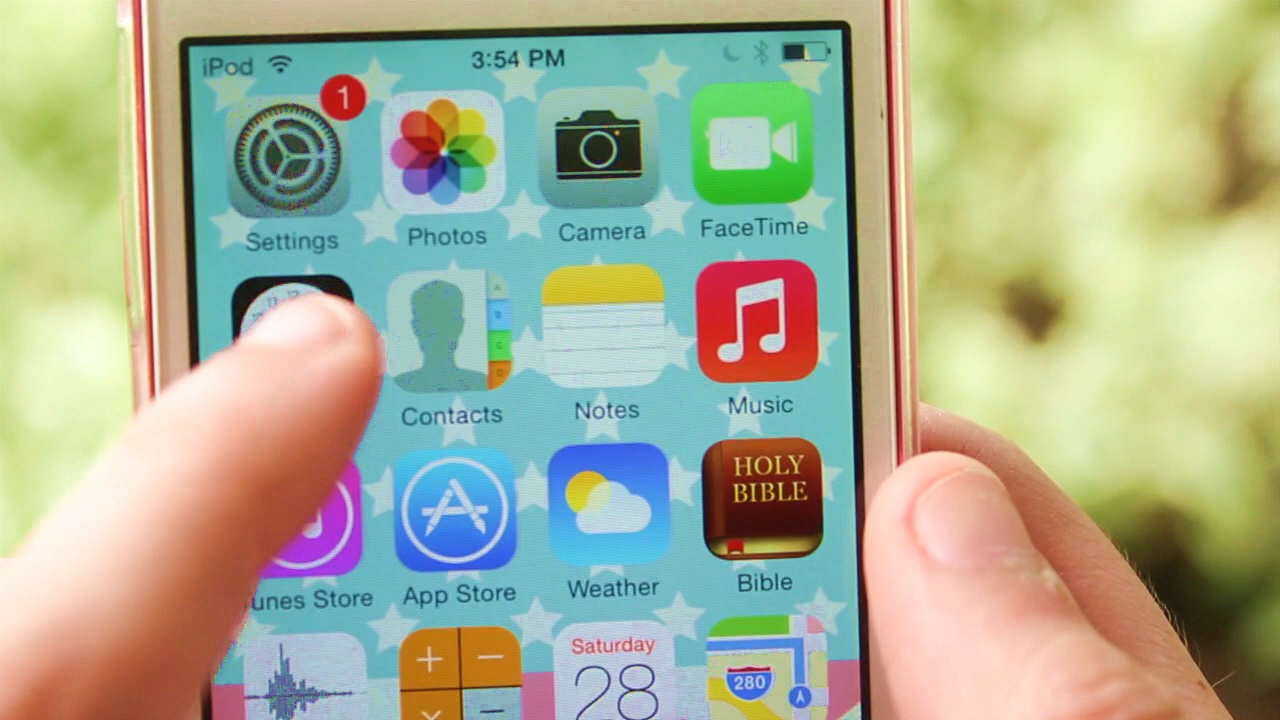 iPod 3:54 PM
1
Settings Photos Camera FaceTime
A
B
C
D
Contacts Notes Music
HOLY
BIBLE
unes Store App Store Weather Bible
Saturday
28
280